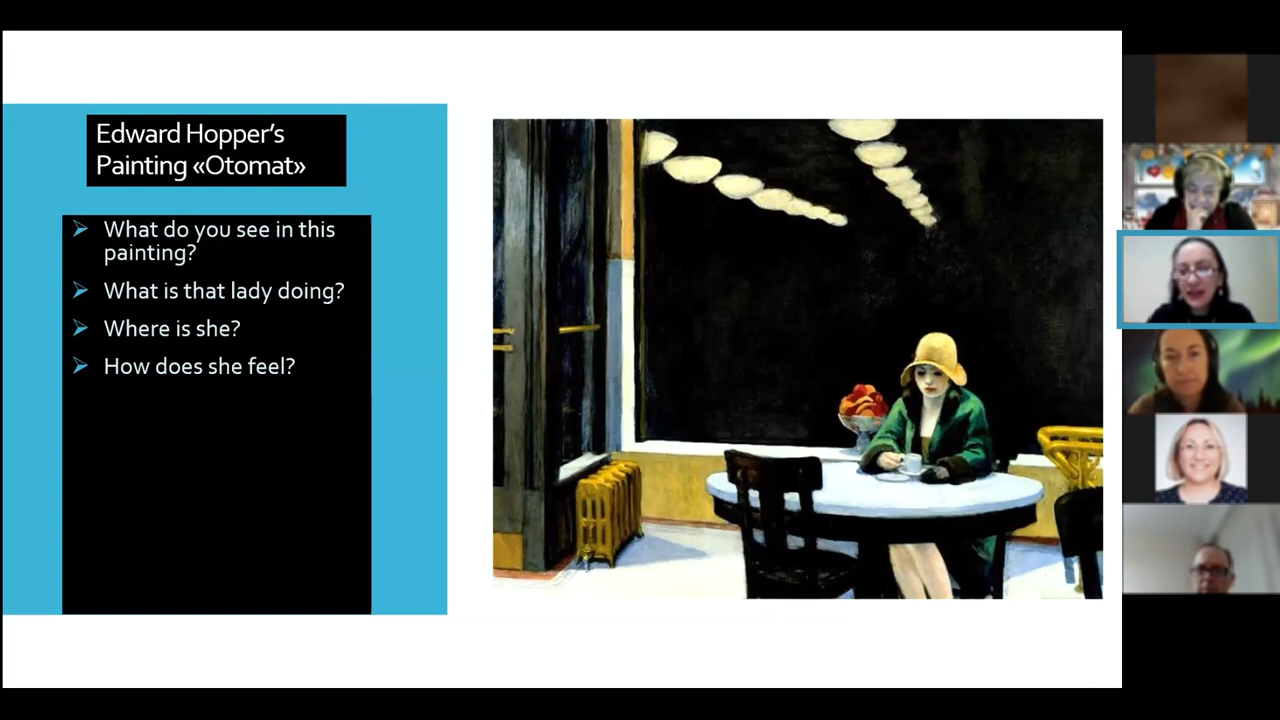 Edward Hopper's
Painting «Otomat»
What do you see in this
painting?
What is that lady doing?
Where is she?
How does she feel?